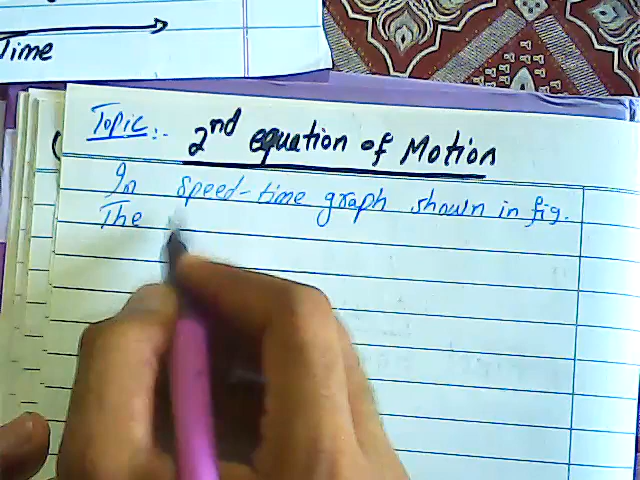 Time
Topic:-
2nd equation of Motion
In speed-time graph shown in fig.
The